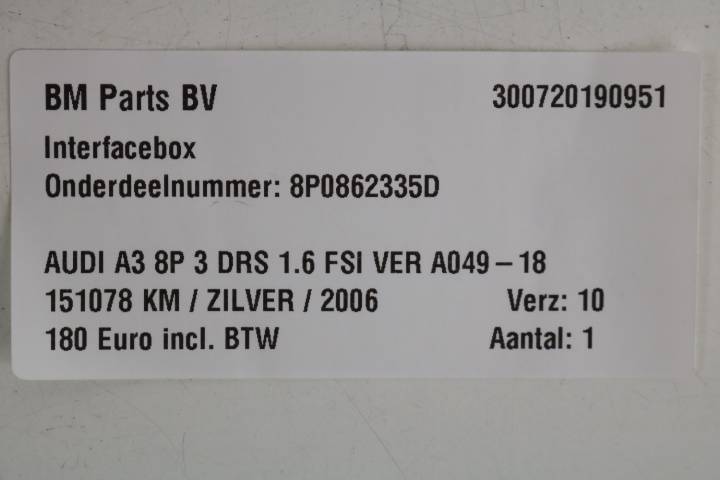 BM Parts BV 300720190951
Interfacebox
Onderdeelnummer: 8P0862335D
AUDI A3 8P 3 DRS 1.6 FSI VER A049-18
151078 KM / ZILVER / 2006 Verz: 10
180 Euro incl. BTW Aantal: 1